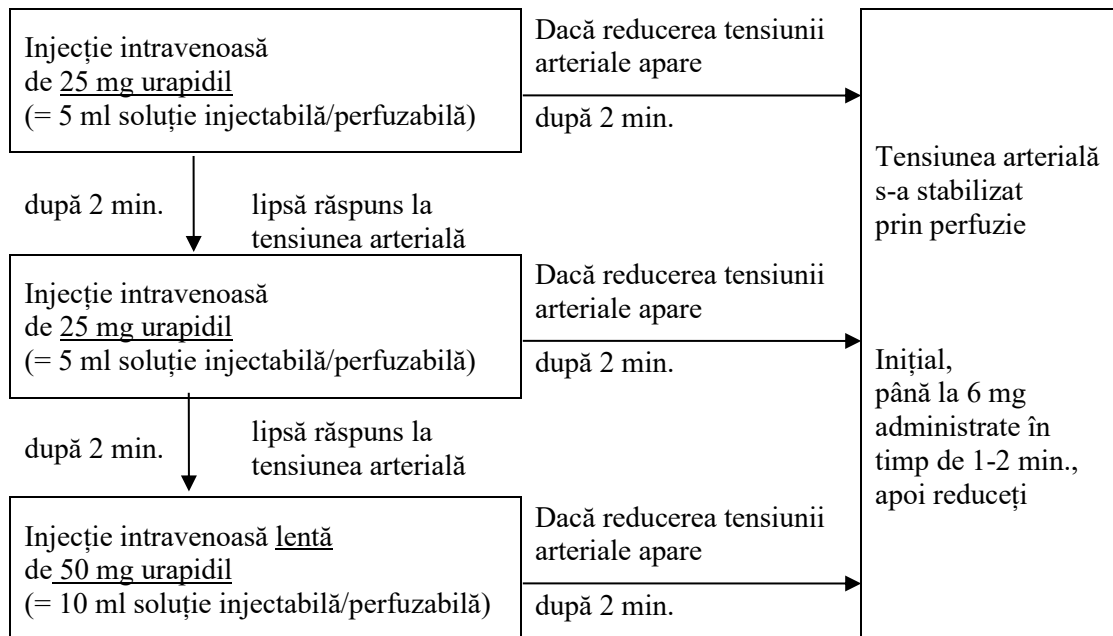 Injecție intravenoasă
de 25 mg urapidil
(= 5 ml soluție injectabilă/perfuzabilă)
Dacă reducerea tensiunii
arteriale apare
după 2 min.
după 2 min.
lipsă răspuns la
tensiunea arterială
Injecție intravenoasă
de 25 mg urapidil
(= 5 ml soluție injectabilă/perfuzabilă)
Dacă reducerea tensiunii
arteriale apare
după 2 min.
după 2 min.
lipsă răspuns la
tensiunea arterială
Injecție intravenoasă lentă
de 50 mg urapidil
(= 10 ml soluție injectabilă/perfuzabilă)
Dacă reducerea tensiunii
arteriale apare
după 2 min.
Tensiunea arterială
s-a stabilizat
prin perfuzie
Inițial,
până la 6 mg
administrate în
timp de 1-2 min.,
apoi reduceți